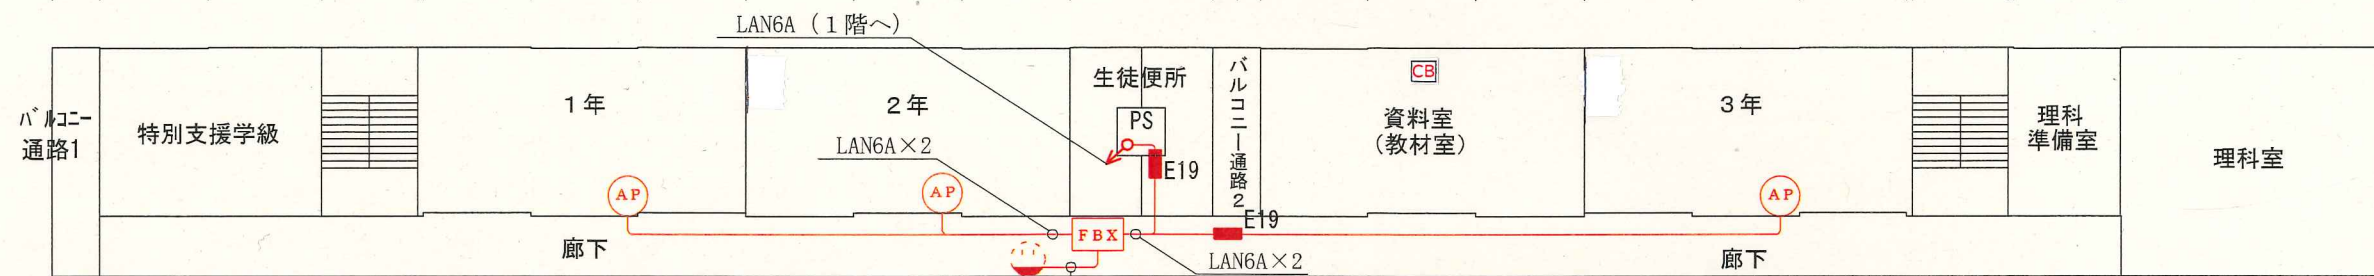 LAN6A（１階へ）
バルコニー
通路1
特別支援学級
１年
２年
生徒便所
PS
バルコニー通路２
CB
資料室
（教材室）
３年
理科
準備室
理科室
LAN6A×2
E19
AP
AP
AP
E19
FBX
廊下
LAN6A×2
廊下